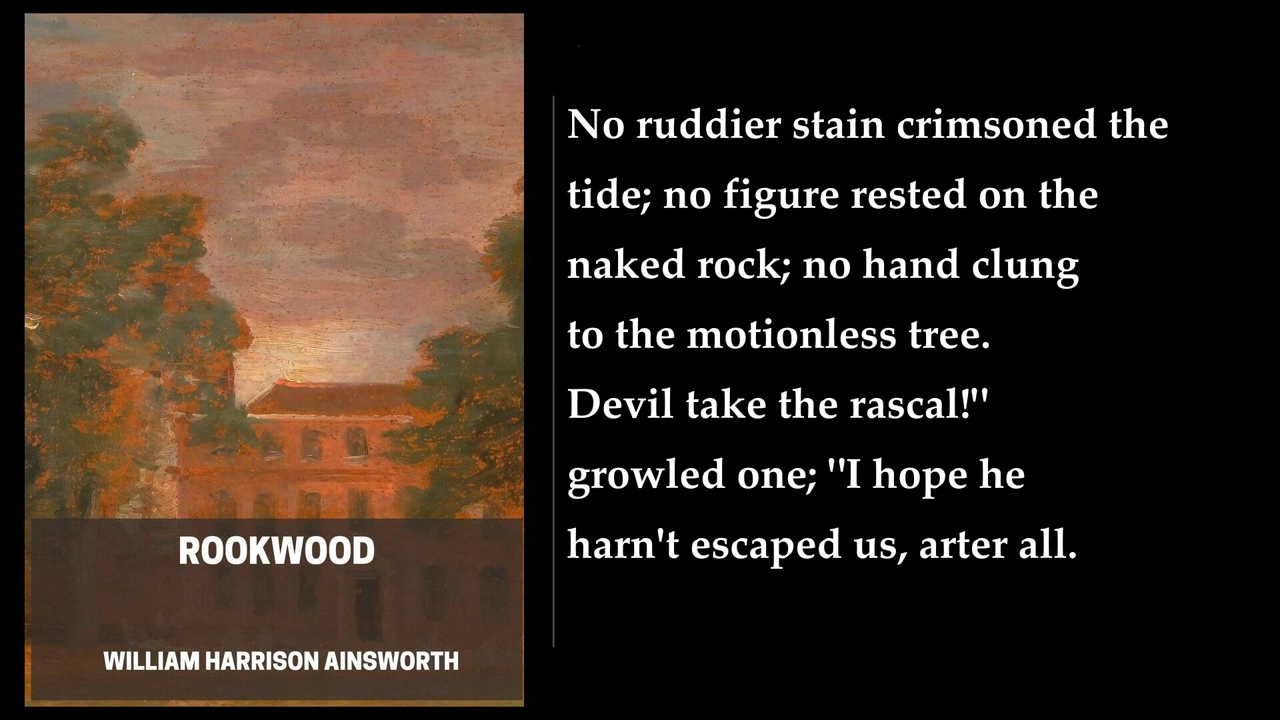 ROOKWOOD
WILLIAM HARRISON AINSWORTH
No ruddier stain crimsoned the
tide; no figure rested on the
naked rock; no hand clung
to the motionless tree.
Devil take the rascal!"
growled one; "I hope he
harn't escaped us, arter all.